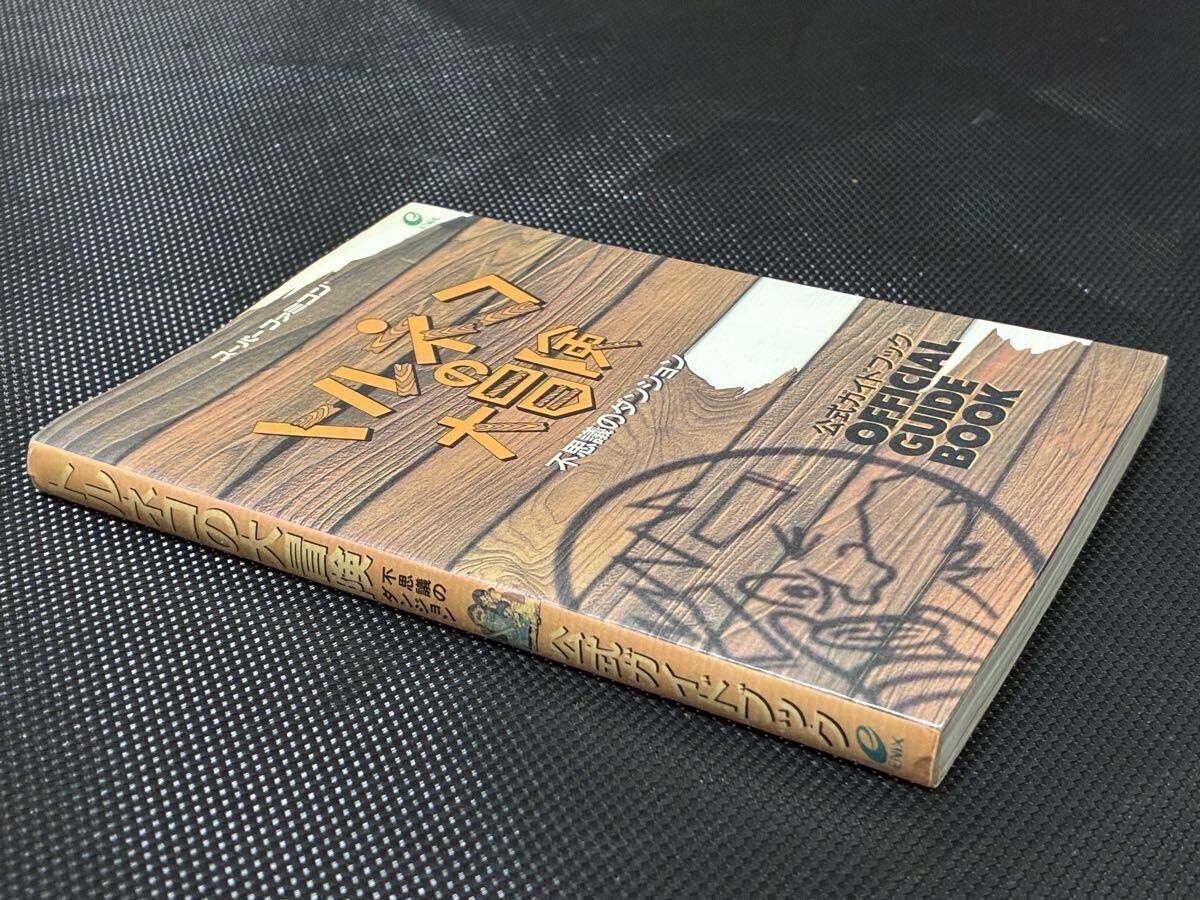 ENIX
スーパーファミコン
トルネコ
の
大冒険
不思議のダンジョン
公式ガイドブック
OFFICIAL
GUIDE
BOOK
トルネコの大冒険
不思議の
ダンジョン
公式ガイドブック
ENIX